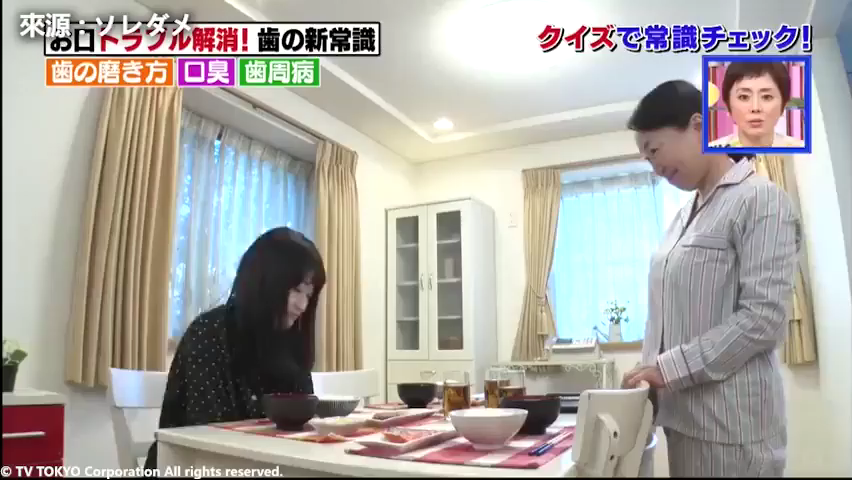 來源：ソレダメ
お口トラブル解消！歯の新常識
歯の磨き方 口臭 歯周病
クイズで常識チェック！
© TV TOKYO Corporation All rights reserved.